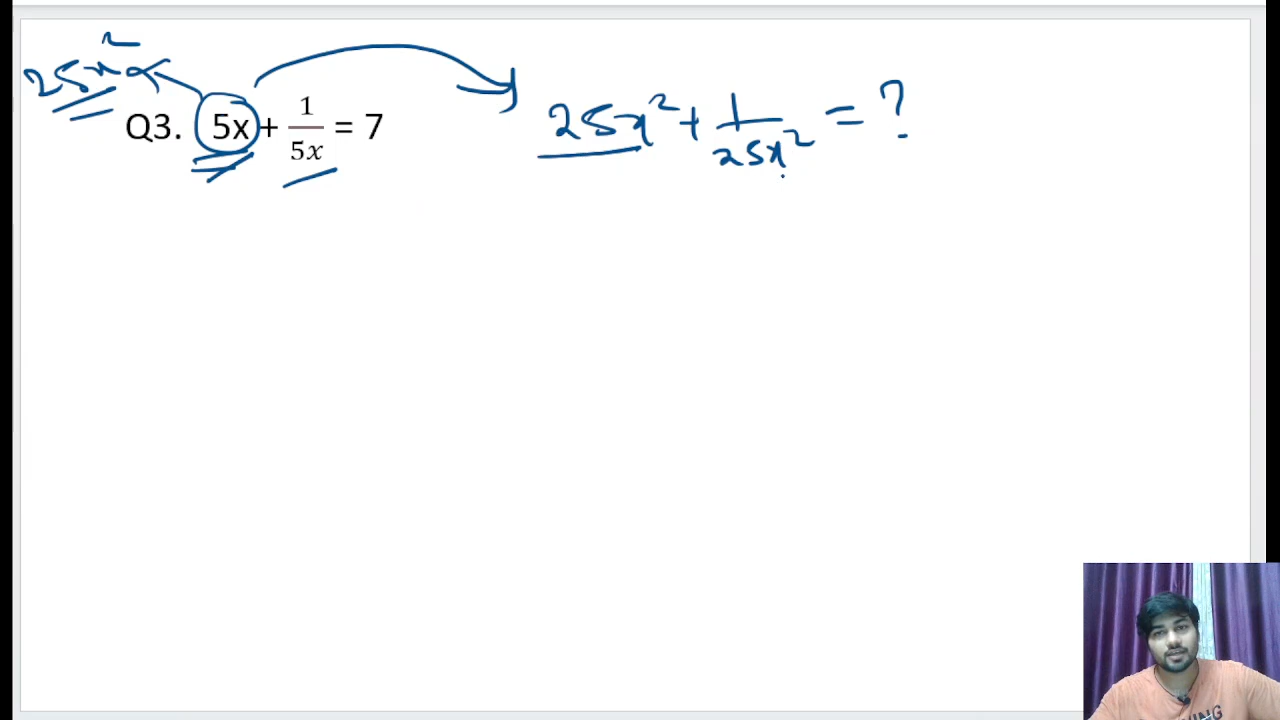 25x²
Q3. 5x + 1/5x = 7
25x² + 1/25x² = ?